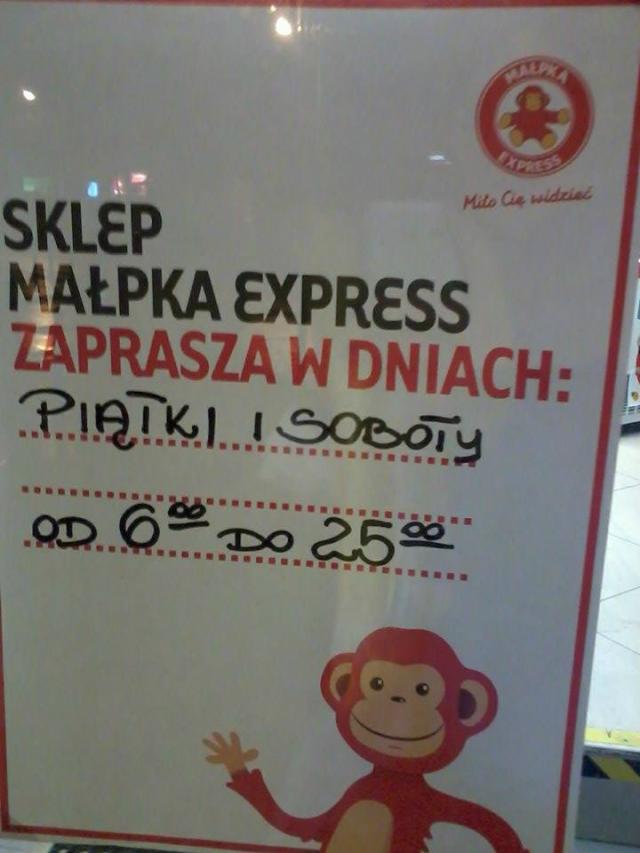 MAŁPKA
EXPRESS
Miło Cię widzieć
SKLEP
MAŁPKA EXPRESS
ZAPRASZA W DNIACH:
PIĄTKI I SOBOTY
OD 6⁰⁰ DO 25⁰⁰